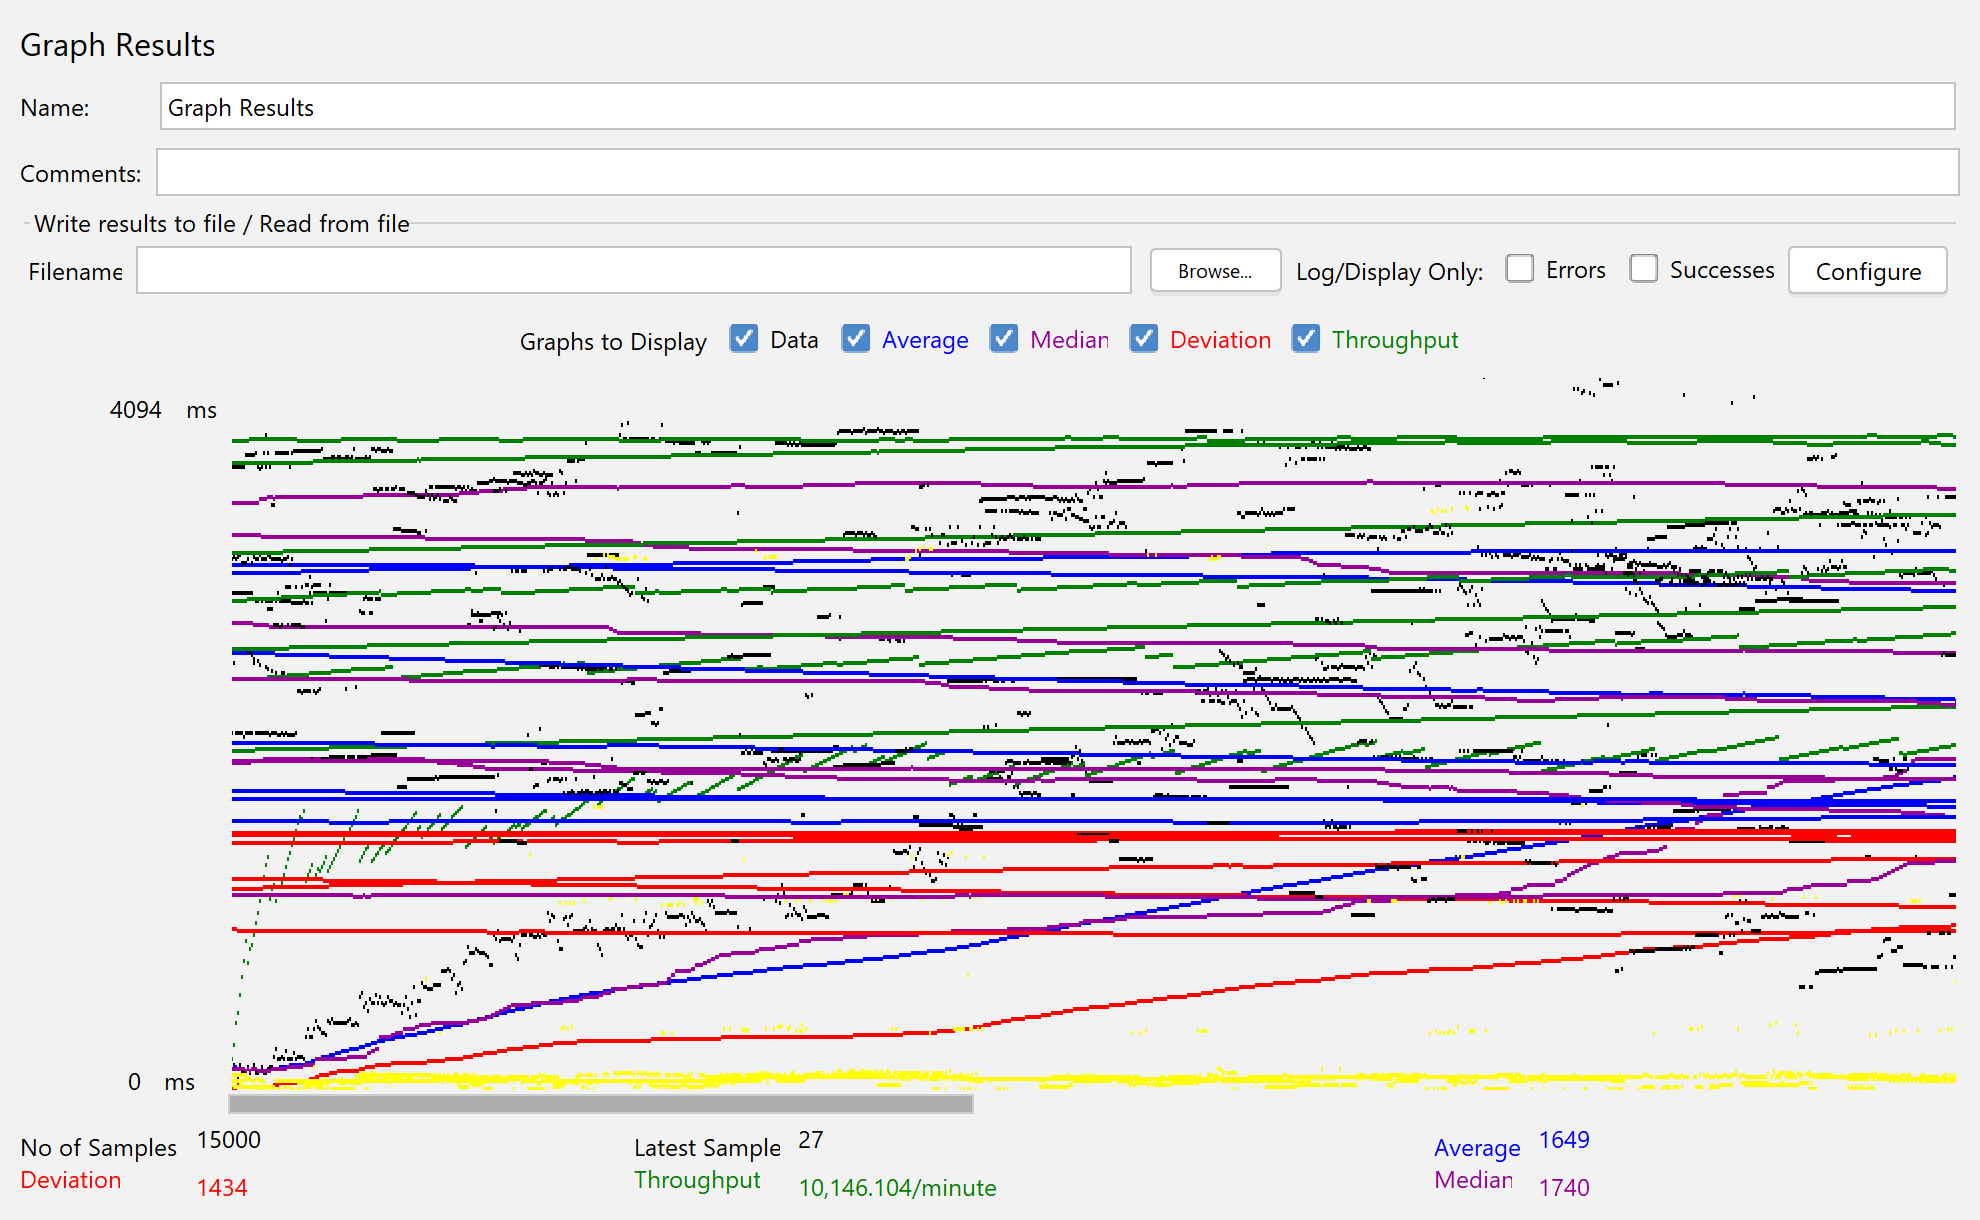 Graph Results
Name: Graph Results
Comments:
Write results to file / Read from file
Filename Browse... Log/Display Only: Errors Successes Configure
Graphs to Display Data Average Median Deviation Throughput
4094 ms
0 ms
No of Samples 15000 Latest Sample 27 Average 1649
Deviation 1434 Throughput 10,146.104/minute Median 1740